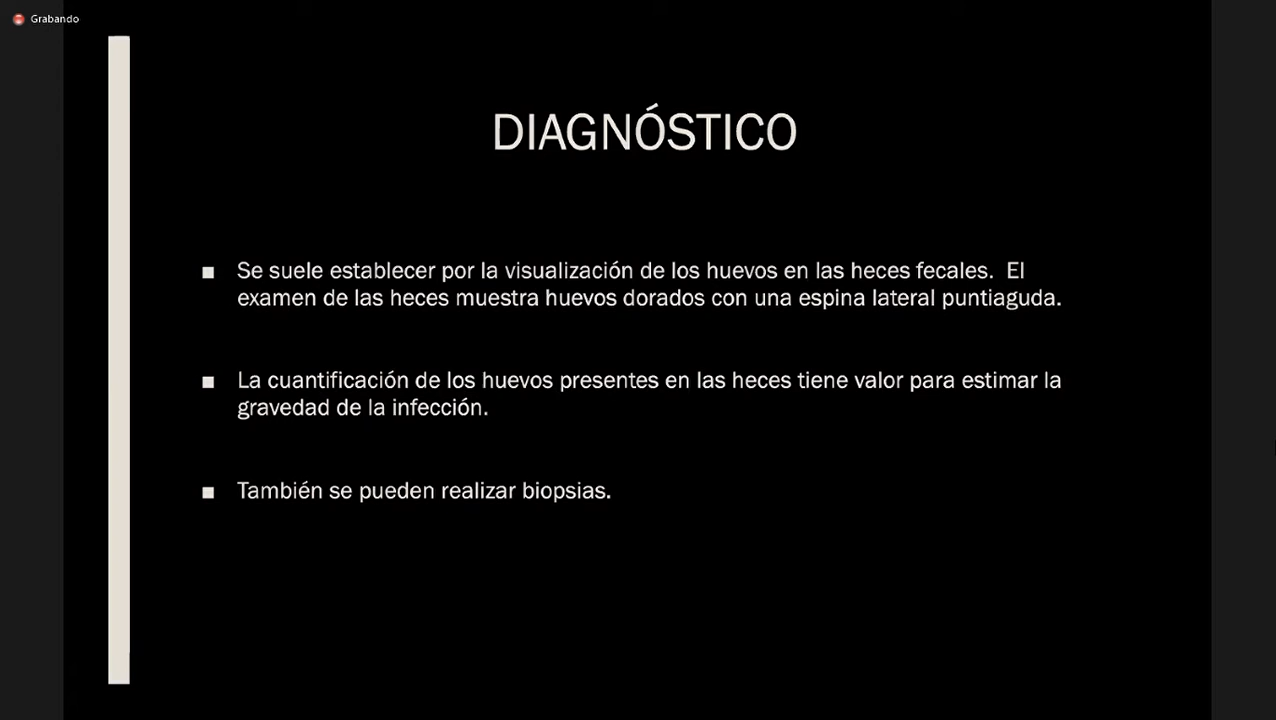 Grabando
DIAGNÓSTICO
■ Se suele establecer por la visualización de los huevos en las heces fecales. El
examen de las heces muestra huevos dorados con una espina lateral puntiaguda.
■ La cuantificación de los huevos presentes en las heces tiene valor para estimar la
gravedad de la infección.
■ También se pueden realizar biopsias.